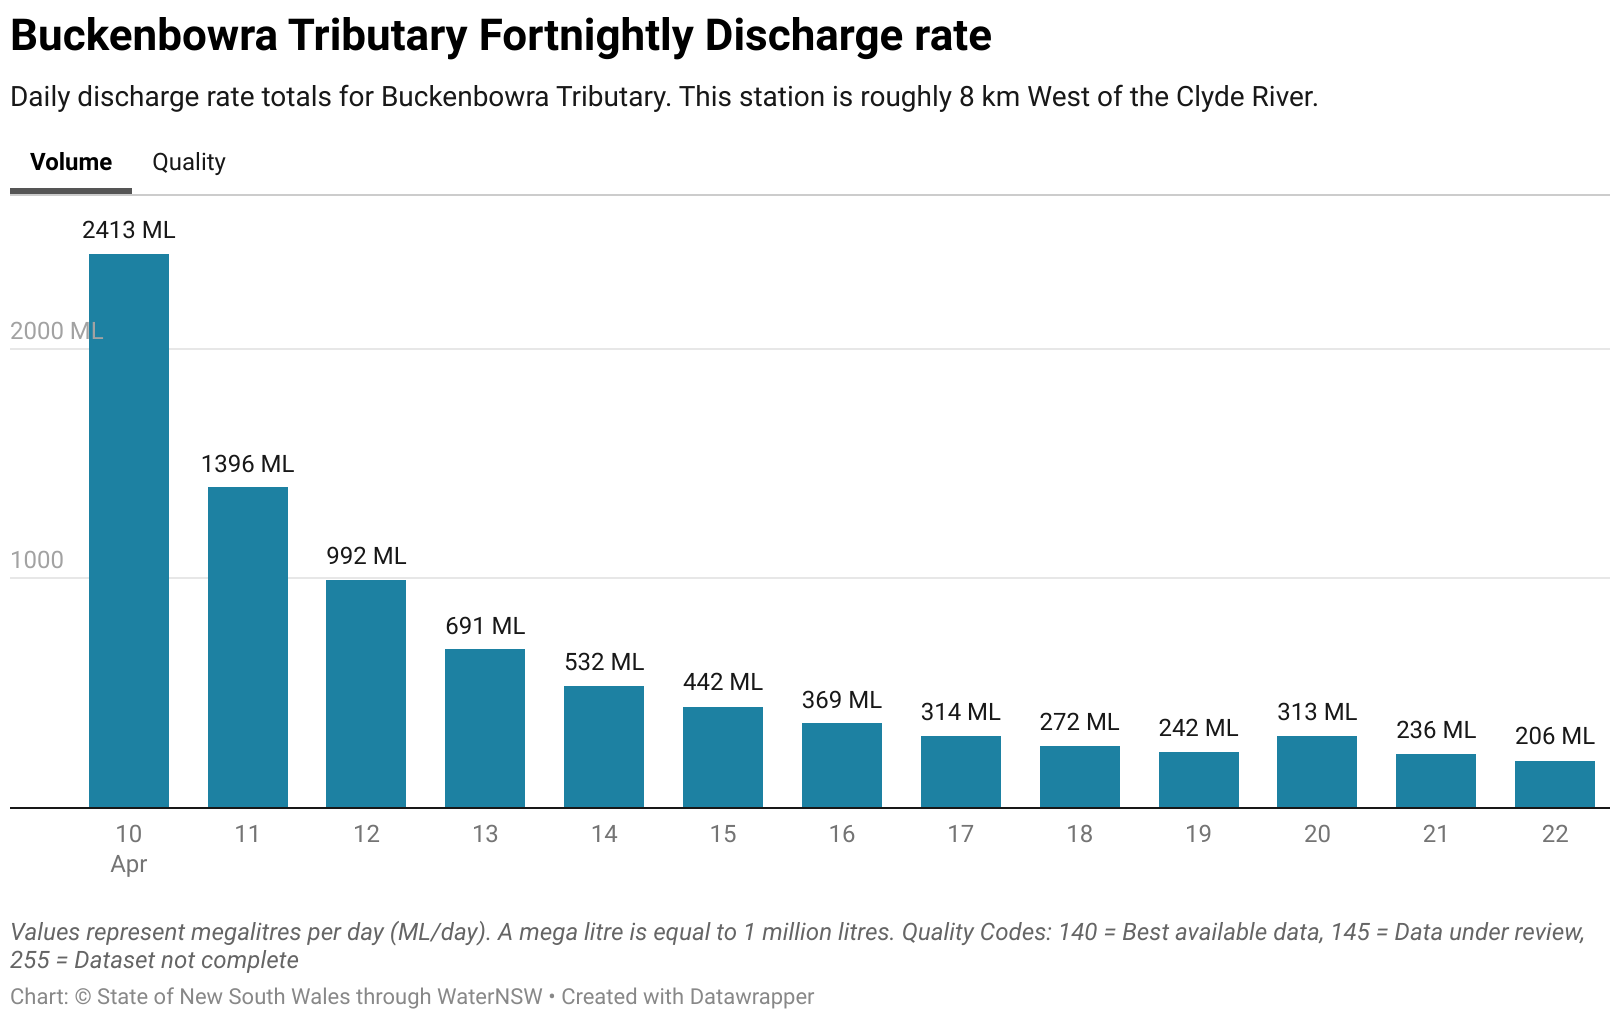 Buckenbowra Tributary Fortnightly Discharge rate
Daily discharge rate totals for Buckenbowra Tributary. This station is roughly 8 km West of the Clyde River.
Volume Quality
2413 ML
2000 ML
1396 ML
1000
992 ML
691 ML
532 ML
442 ML
369 ML
314 ML
272 ML
242 ML
313 ML
236 ML
206 ML
10 11 12 13 14 15 16 17 18 19 20 21 22
Apr
Values represent megalitres per day (ML/day). A mega litre is equal to 1 million litres. Quality Codes: 140 = Best available data, 145 = Data under review,
255 = Dataset not complete
Chart: © State of New South Wales through WaterNSW • Created with Datawrapper